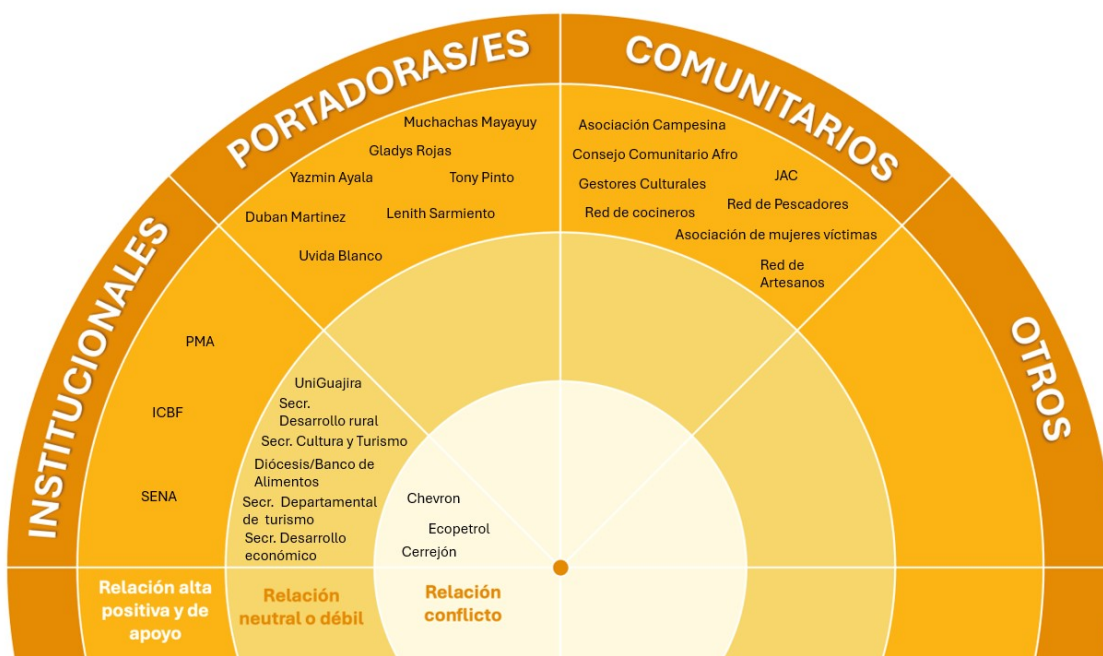 PORTADORAS/ES
COMUNITARIOS
INSTITUCIONALES
OTROS
Muchachas Mayayuy
Gladys Rojas
Yazmin Ayala
Tony Pinto
Duban Martinez
Lenith Sarmiento
Uvida Blanco
Asociación Campesina
Consejo Comunitario Afro
JAC
Gestores Culturales
Red de Pescadores
Red de cocineros
Asociación de mujeres víctimas
Red de
Artesanos
PMA
ICBF
SENA
UniGuajira
Secr.
Desarrollo rural
Secr. Cultura y Turismo
Diócesis/Banco de
Alimentos
Secr. Departamental
de turismo
Secr. Desarrollo
económico
Chevron
Ecopetrol
Cerrejón
Relación alta
positiva y de
apoyo
Relación
neutral o débil
Relación
conflicto